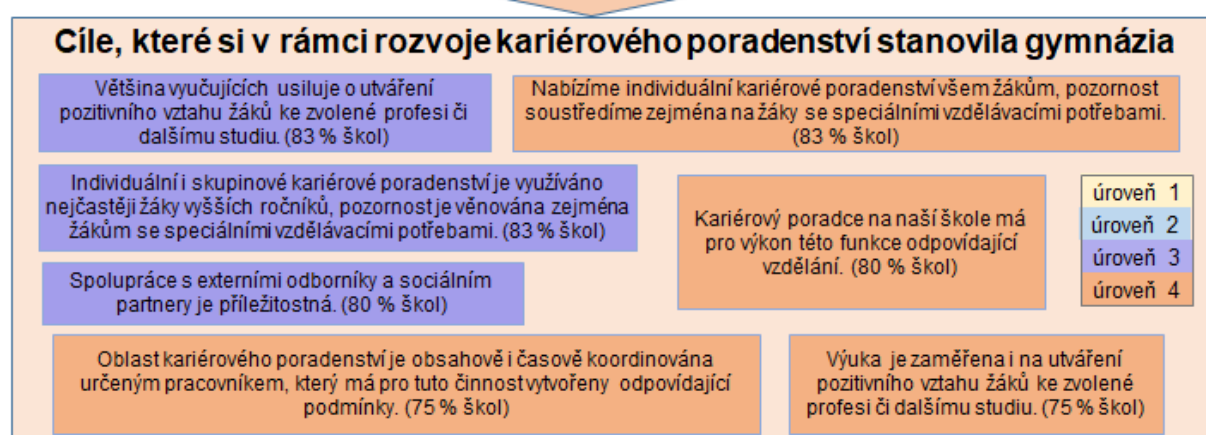 Cíle, které si v rámci rozvoje kariérového poradenství stanovila gymnázia
Většina vyučujících usiluje o utváření
pozitivního vztahu žáků ke zvolené profesi či
dalšímu studiu. (83 % škol)
Nabízíme individuální kariérové poradenství všem žákům, pozornost
soustředíme zejména na žáky se speciálními vzdělávacími potřebami.
(83 % škol)
Individuální i skupinové kariérové poradenství je využíváno
nejčastěji žáky vyšších ročníků, pozornost je věnována zejména
žákům se speciálními vzdělávacími potřebami. (83 % škol)
Kariérový poradce na naší škole má
pro výkon této funkce odpovídající
vzdělání. (80 % škol)
úroveň 1
úroveň 2
úroveň 3
úroveň 4
Spolupráce s externími odborníky a sociálním
partnery je příležitostná. (80 % škol)
Oblast kariérového poradenství je obsahově i časově koordinována
určeným pracovníkem, který má pro tuto činnost vytvořeny odpovídající
podmínky. (75 % škol)
Výuka je zaměřena i na utváření
pozitivního vztahu žáků ke zvolené
profesi či dalšímu studiu. (75 % škol)